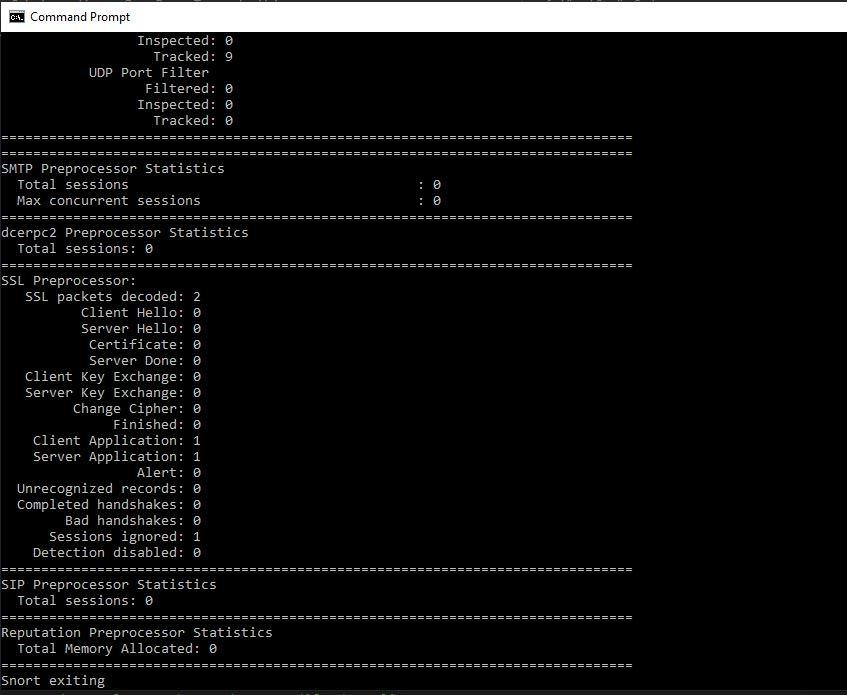 Command Prompt
Inspected: 0
Tracked: 9
UDP Port Filter
Filtered: 0
Inspected: 0
Tracked: 0
===============================================================================
===============================================================================
SMTP Preprocessor Statistics
Total sessions : 0
Max concurrent sessions : 0
===============================================================================
dcerpc2 Preprocessor Statistics
Total sessions: 0
===============================================================================
SSL Preprocessor:
SSL packets decoded: 2
Client Hello: 0
Server Hello: 0
Certificate: 0
Server Done: 0
Client Key Exchange: 0
Server Key Exchange: 0
Change Cipher: 0
Finished: 0
Client Application: 1
Server Application: 1
Alert: 0
Unrecognized records: 0
Completed handshakes: 0
Bad handshakes: 0
Sessions ignored: 1
Detection disabled: 0
===============================================================================
SIP Preprocessor Statistics
Total sessions: 0
===============================================================================
Reputation Preprocessor Statistics
Total Memory Allocated: 0
===============================================================================
Snort exiting